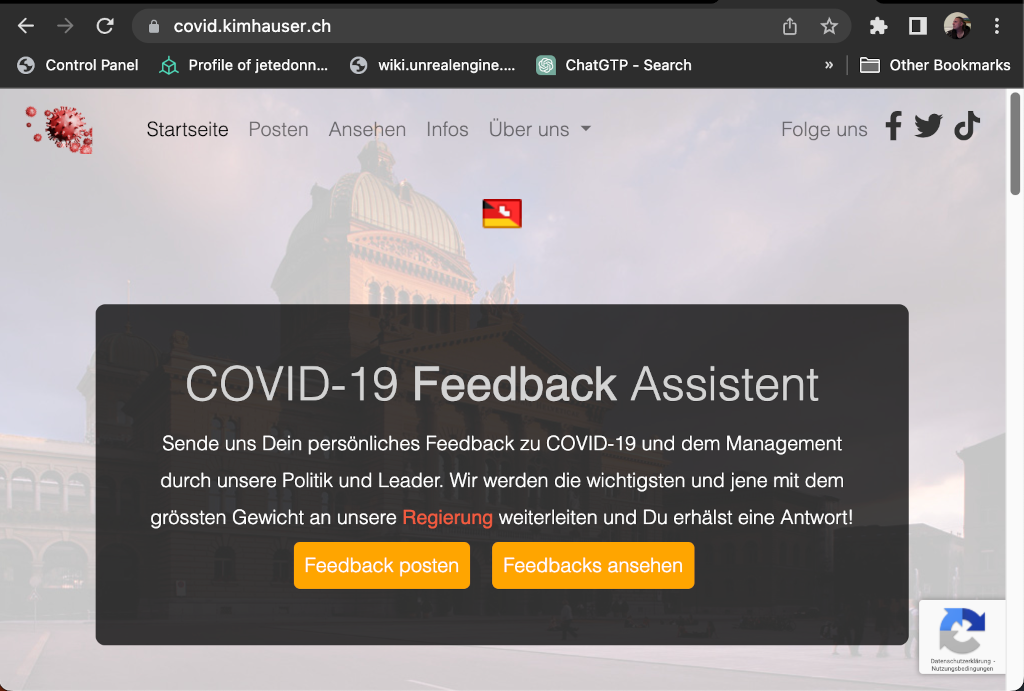 covid.kimhauser.ch
Control Panel Profile of jetedonn... wiki.unrealengine.... ChatGTP - Search » Other Bookmarks
Startseite Posten Ansehen Infos Über uns Folge uns
COVID-19 Feedback Assistent
Sende uns Dein persönliches Feedback zu COVID-19 und dem Management
durch unsere Politik und Leader. Wir werden die wichtigsten und jene mit dem
grössten Gewicht an unsere Regierung weiterleiten und Du erhälst eine Antwort!
Feedback posten Feedbacks ansehen
Datenschutzerklärung -
Nutzungsbedingungen